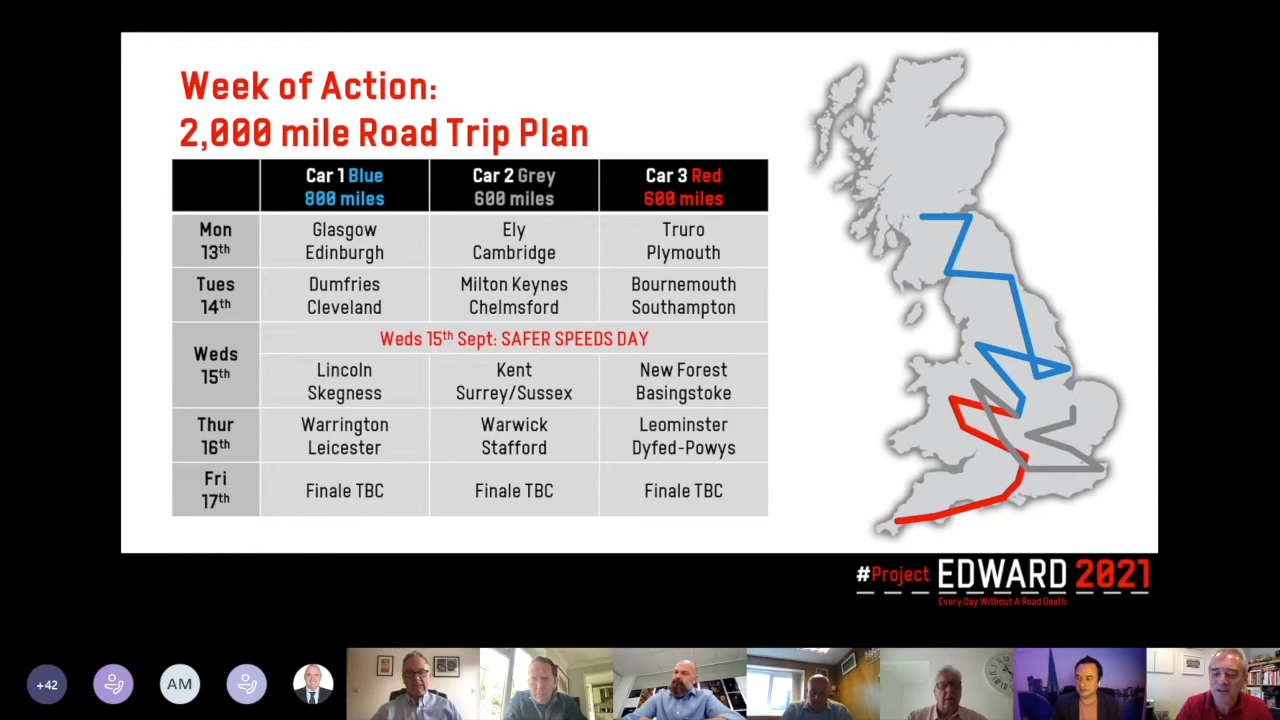 Week of Action:
2,000 mile Road Trip Plan
Car 1 Blue
800 miles
Car 2 Grey
600 miles
Car 3 Red
600 miles
Mon
13th
Glasgow
Edinburgh
Ely
Cambridge
Truro
Plymouth
Tues
14th
Dumfries
Cleveland
Milton Keynes
Chelmsford
Bournemouth
Southampton
Weds
15th
Weds 15th Sept: SAFER SPEEDS DAY
Lincoln
Skegness
Kent
Surrey/Sussex
New Forest
Basingstoke
Thur
16th
Warrington
Leicester
Warwick
Stafford
Leominster
Dyfed-Powys
Fri
17th
Finale TBC
Finale TBC
Finale TBC
#Project EDWARD 2021
Every Day Without A Road Death
+42
AM